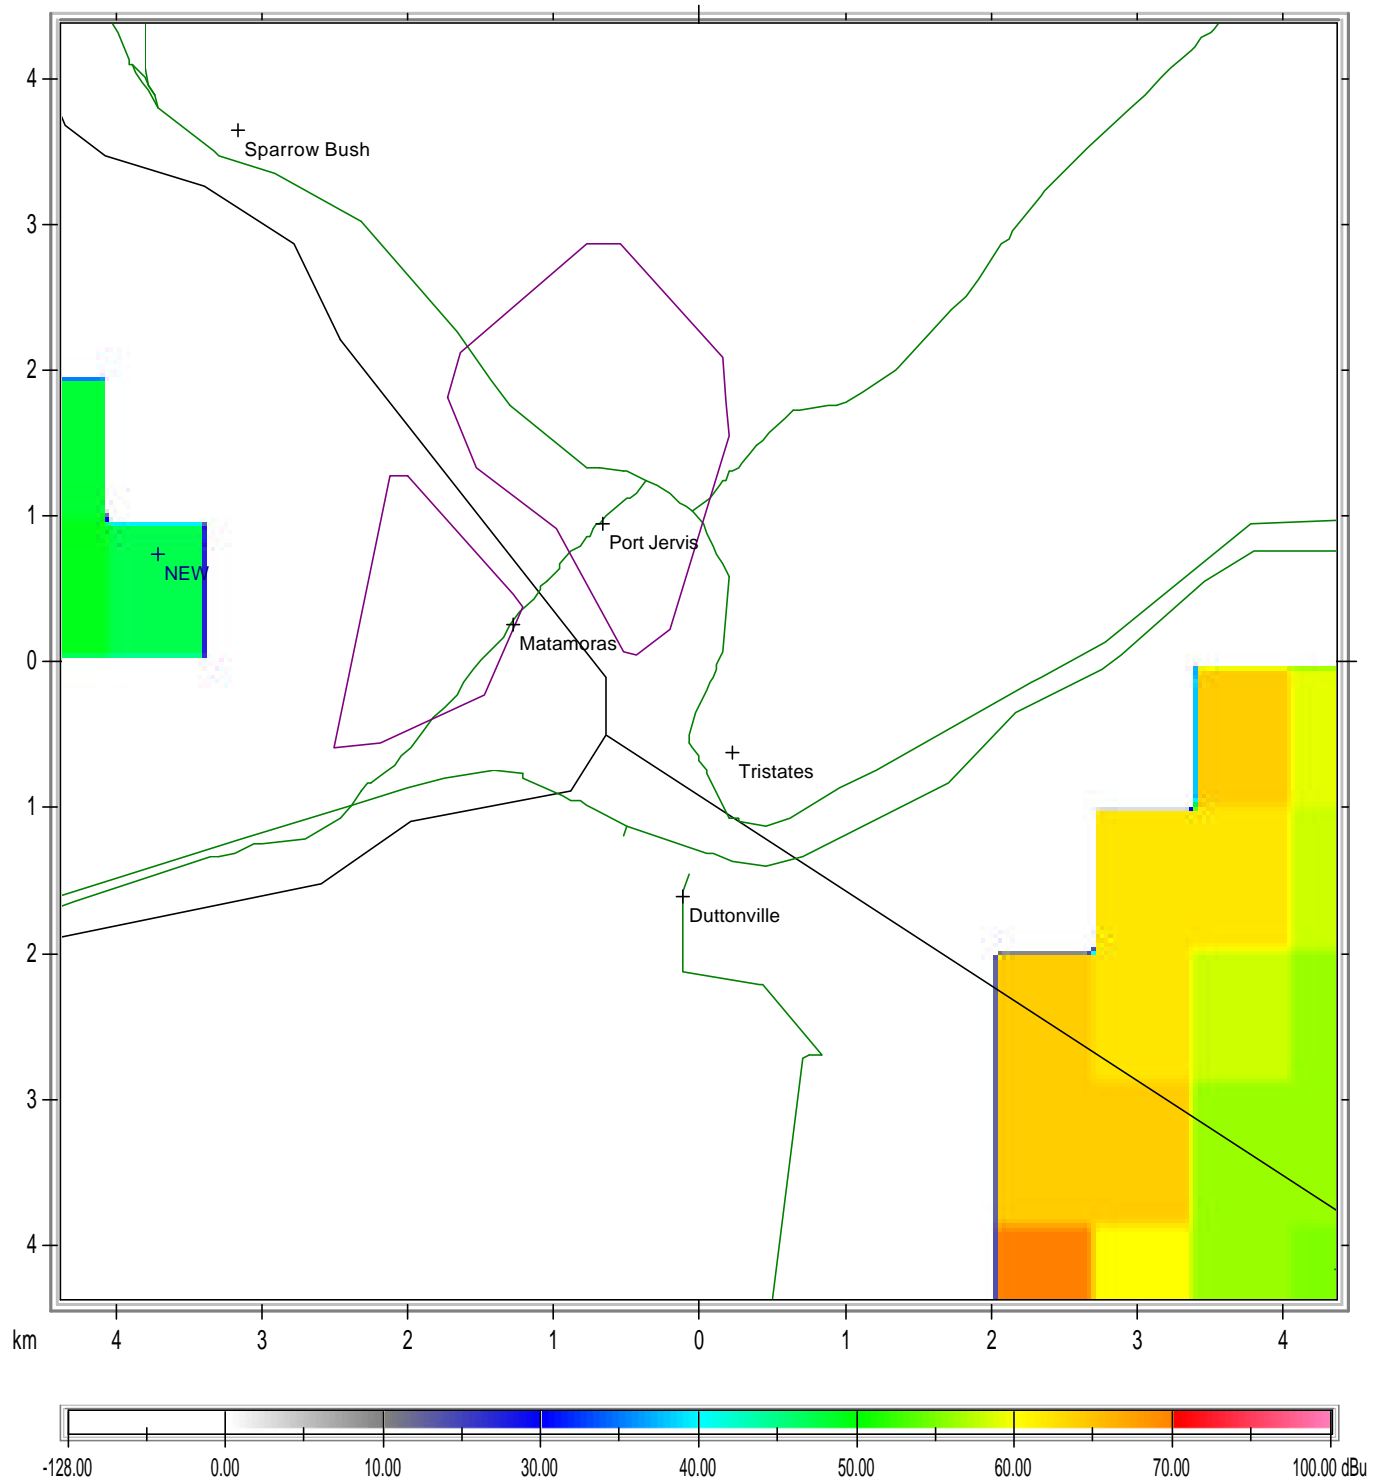 4
Sparrow Bush
3
2
1
NEW
Port Jervis
Matamoras
0
Tristates
1
Duttonville
2
3
4
km 4 3 2 1 0 1 2 3 4
-128.00 0.00 10.00 30.00 40.00 50.00 60.00 70.00 100.00 dBu